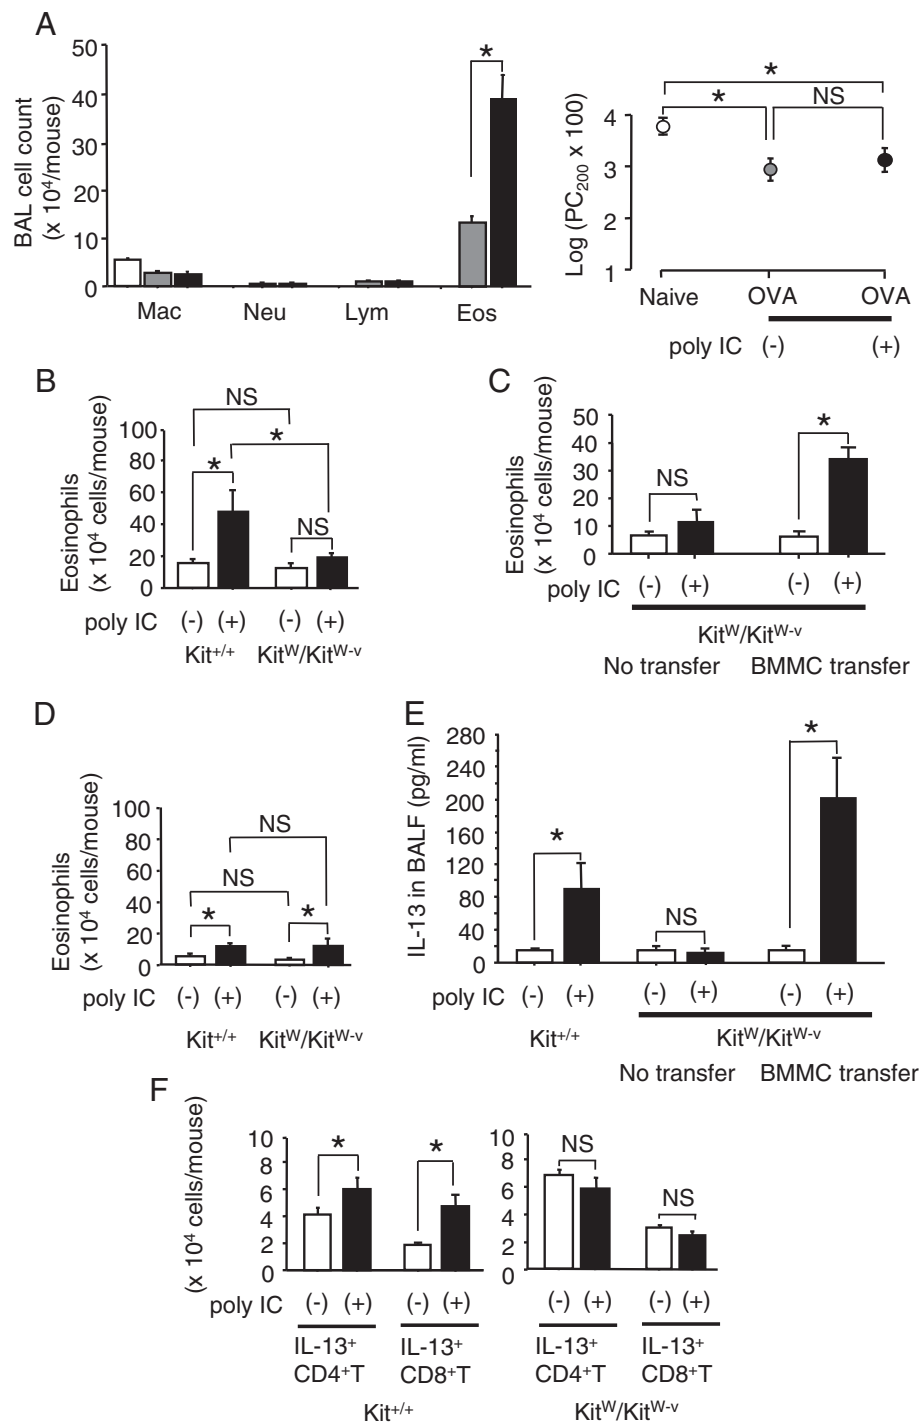 A
BAL cell count
(x 10⁴/mouse)
50
40
30
20
10
0
*
Mac Neu Lym Eos
Log (PC₂₀₀ x 100)
4
3
2
1
*
* NS
Naive OVA OVA
poly IC (-) (+)
B
Eosinophils
(x 10⁴ cells/mouse)
100
80
60
40
20
0
NS
*
*
NS
poly IC (-) (+) (-) (+)
Kit⁺/⁺ Kitᵂ/Kitᵂ⁻ᵛ
C
Eosinophils
(x 10⁴ cells/mouse)
50
40
30
20
10
0
NS
*
poly IC (-) (+) (-) (+)
Kitᵂ/Kitᵂ⁻ᵛ
No transfer BMMC transfer
D
Eosinophils
(x 10⁴ cells/mouse)
100
80
60
40
20
0
NS
NS
* *
poly IC (-) (+) (-) (+)
Kit⁺/⁺ Kitᵂ/Kitᵂ⁻ᵛ
E
IL-13 in BALF (pg/ml)
280
240
200
160
120
80
40
0
*
NS
*
poly IC (-) (+) (-) (+) (-) (+)
Kit⁺/⁺ Kitᵂ/Kitᵂ⁻ᵛ
No transfer BMMC transfer
F
(x 10⁴ cells/mouse)
10
8
6
4
2
0
* *
10
8
6
4
2
0
NS
NS
poly IC (-) (+) (-) (+) (-) (+) (-) (+)
IL-13⁺ IL-13⁺ IL-13⁺ IL-13⁺
CD4⁺T CD8⁺T CD4⁺T CD8⁺T
Kit⁺/⁺ Kitᵂ/Kitᵂ⁻ᵛ